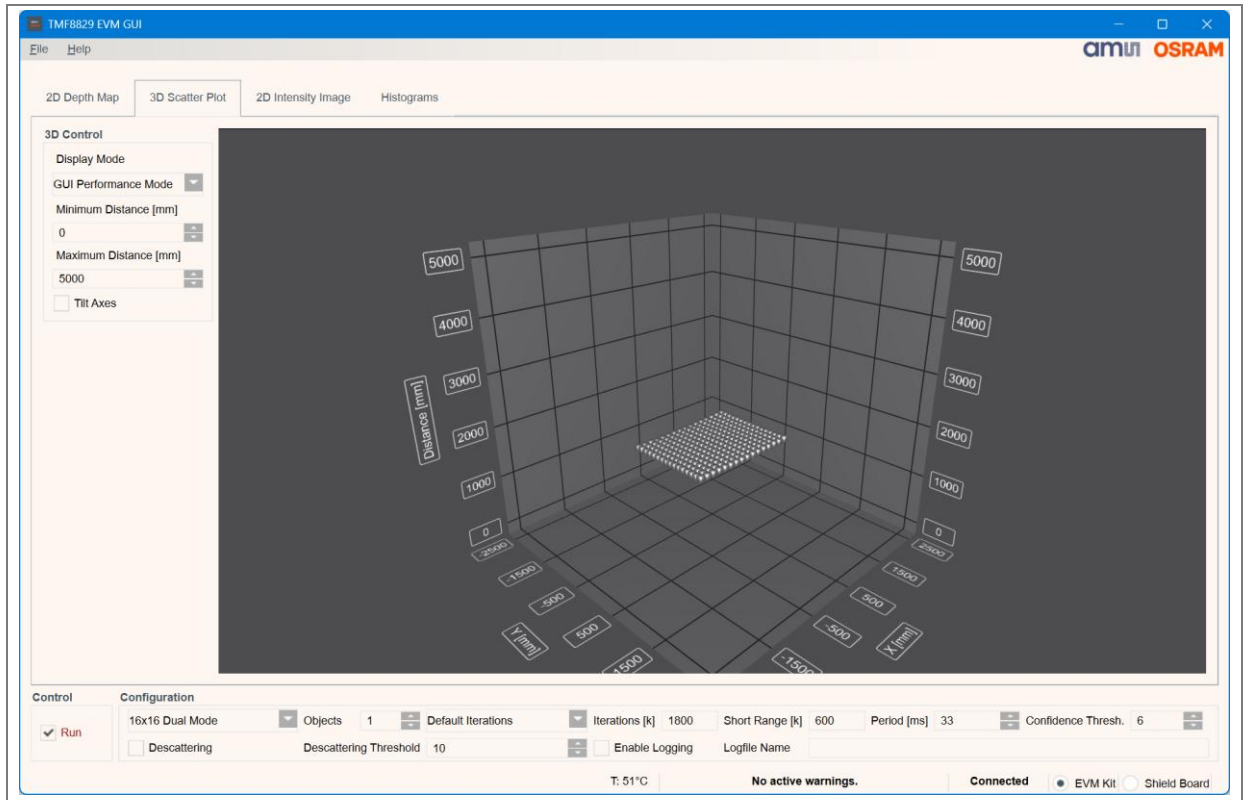 TMF8829 EVM GUI
File Help
amu OSRAM
2D Depth Map 3D Scatter Plot 2D Intensity Image Histograms
3D Control
Display Mode
GUI Performance Mode
Minimum Distance [mm]
0
Maximum Distance [mm]
5000
Tilt Axes
5000 5000
4000 4000
3000 3000
Distance [mm]
2000 2000
1000 1000
0 0
-2500 2500
-1500 1500
-500 500
Y [mm] 500 -500 X [mm]
1500 -1500
Control Configuration
Run
16x16 Dual Mode Objects 1 Default Iterations Iterations [k] 1800 Short Range [k] 600 Period [ms] 33 Confidence Thresh. 6
Descattering Descattering Threshold 10 Enable Logging Logfile Name
T: 51°C No active warnings. Connected EVM Kit Shield Board